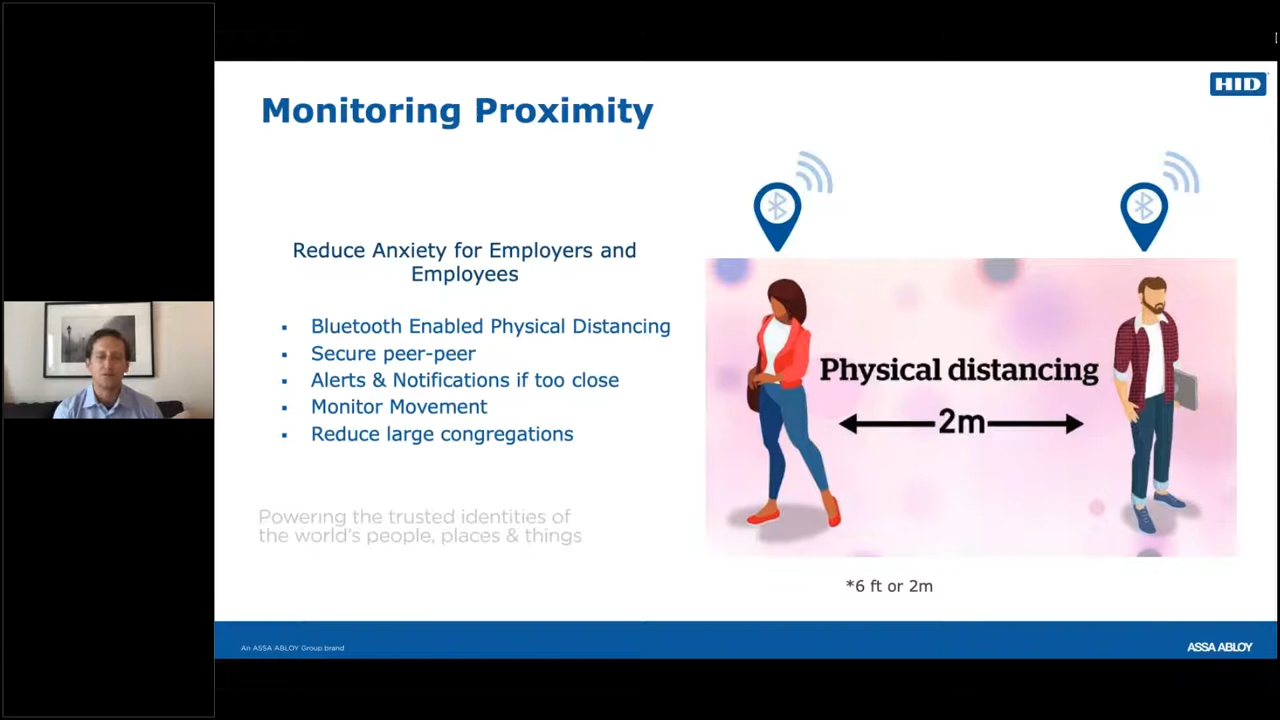 HID
Monitoring Proximity
Reduce Anxiety for Employers and
Employees
▪ Bluetooth Enabled Physical Distancing
▪ Secure peer-peer
▪ Alerts & Notifications if too close
▪ Monitor Movement
▪ Reduce large congregations
Powering the trusted identities of
the world's people, places & things
Physical distancing
2m
*6 ft or 2m
An ASSA ABLOY Group brand
ASSA ABLOY